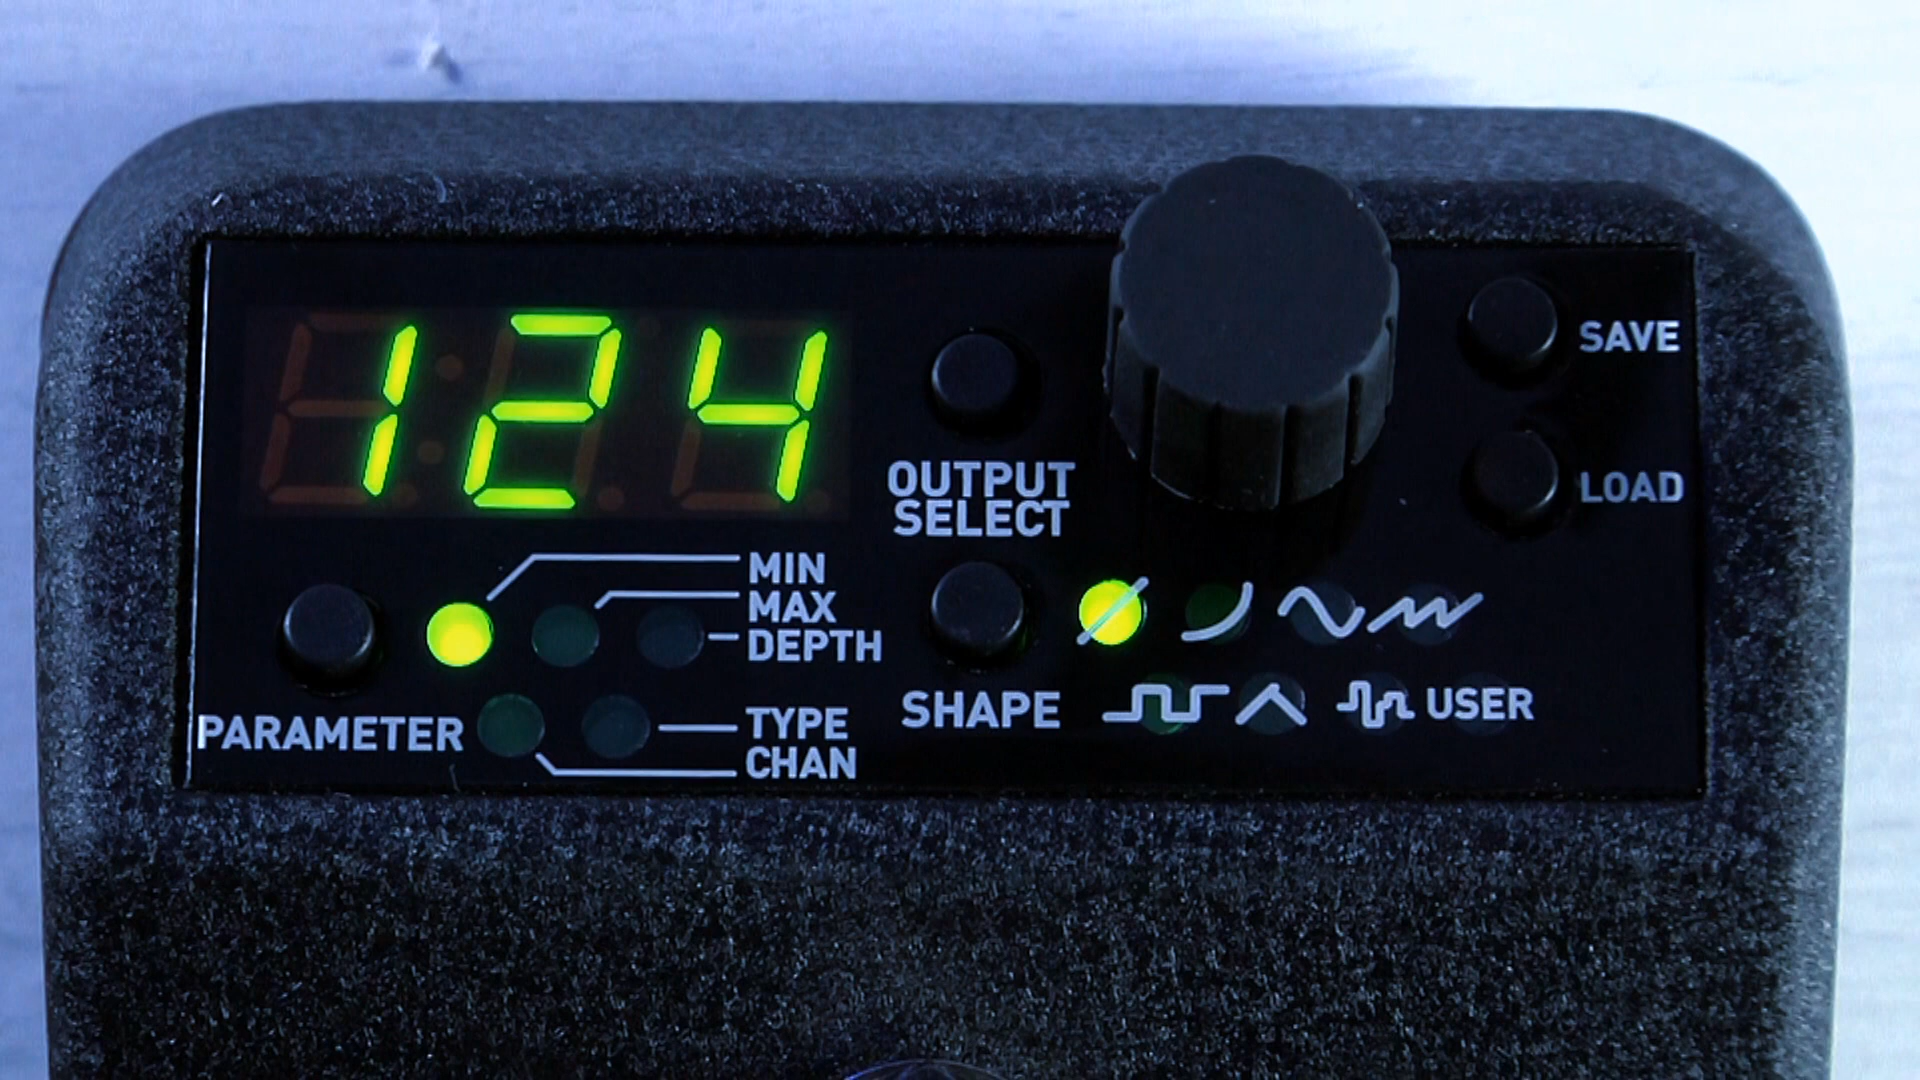 124
OUTPUT
SELECT
SAVE
LOAD
MIN
MAX
DEPTH
PARAMETER
TYPE
CHAN
SHAPE
USER